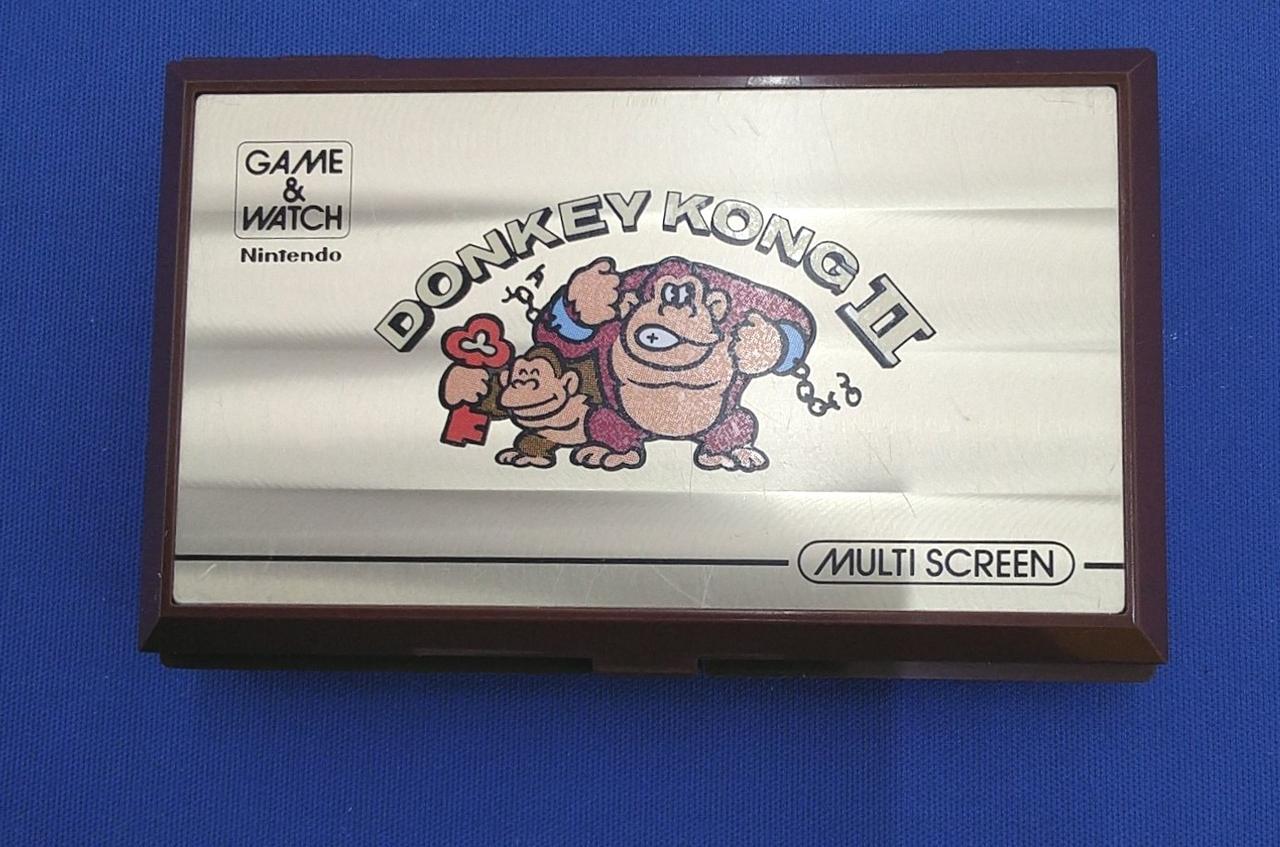 GAME
&
WATCH
Nintendo
DONKEY KONG II
MULTI SCREEN